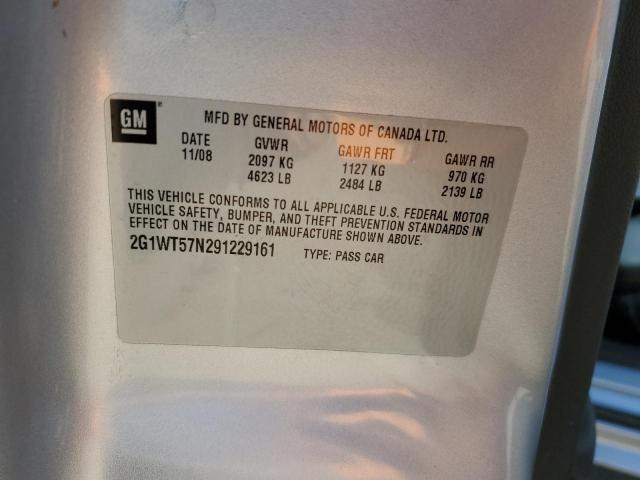 GM ® MFD BY GENERAL MOTORS OF CANADA LTD.
DATE GVWR GAWR FRT GAWR RR
11/08 2097 KG 1127 KG 970 KG
4623 LB 2484 LB 2139 LB
THIS VEHICLE CONFORMS TO ALL APPLICABLE U.S. FEDERAL MOTOR
VEHICLE SAFETY, BUMPER, AND THEFT PREVENTION STANDARDS IN
EFFECT ON THE DATE OF MANUFACTURE SHOWN ABOVE.
2G1WT57N291229161 TYPE: PASS CAR